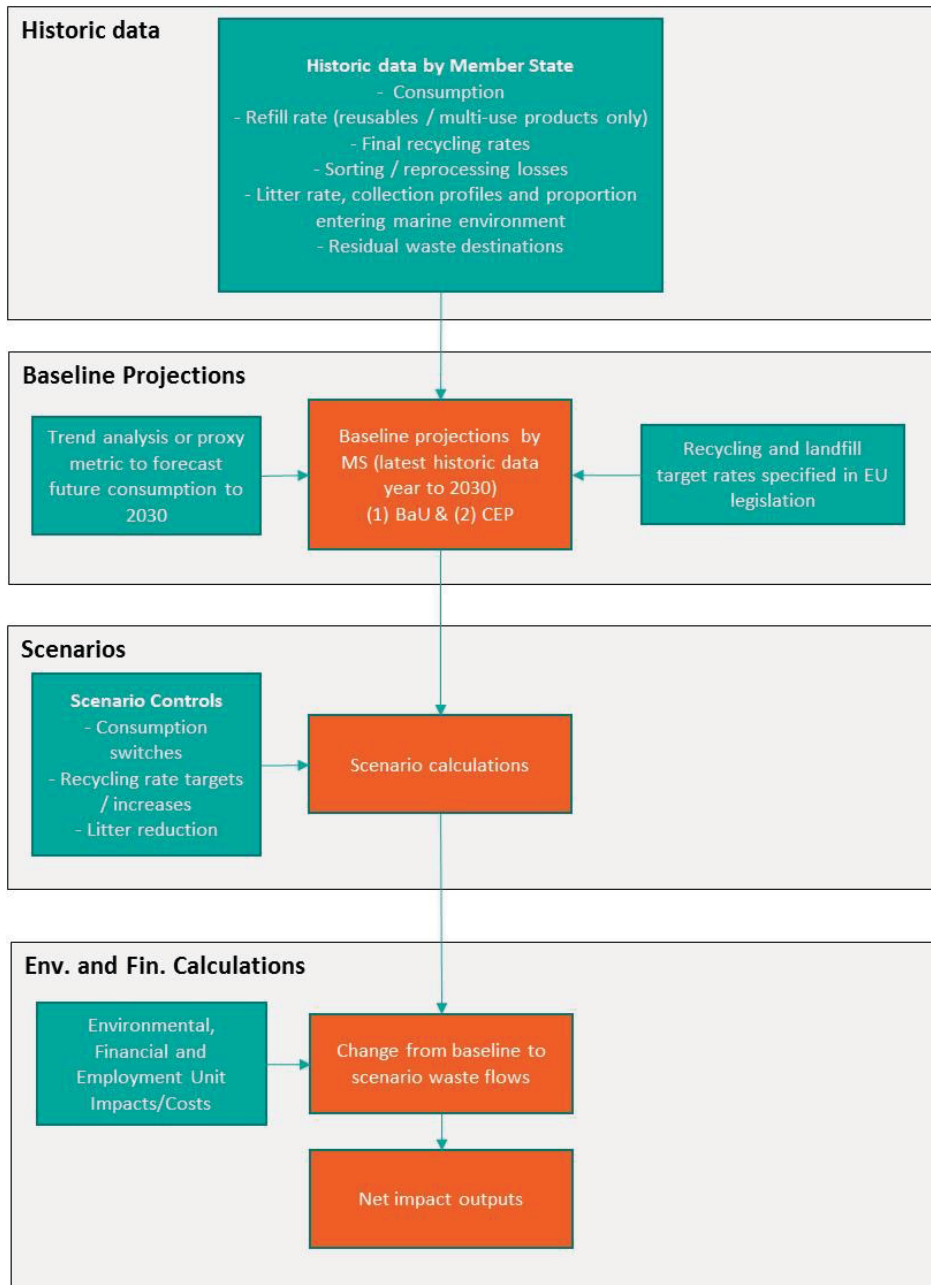 Historic data
Historic data by Member State
- Consumption
- Refill rate (reusables / multi-use products only)
- Final recycling rates
- Sorting / reprocessing losses
- Litter rate, collection profiles and proportion
entering marine environment
- Residual waste destinations
Baseline Projections
Trend analysis or proxy
metric to forecast
future consumption to
2030
Baseline projections by
MS (latest historic data
year to 2030)
(1) BaU & (2) CEP
Recycling and landfill
target rates specified in EU
legislation
Scenarios
Scenario Controls
- Consumption
switches
- Recycling rate targets
/ increases
- Litter reduction
Scenario calculations
Env. and Fin. Calculations
Environmental,
Financial and
Employment Unit
Impacts/Costs
Change from baseline to
scenario waste flows
Net impact outputs